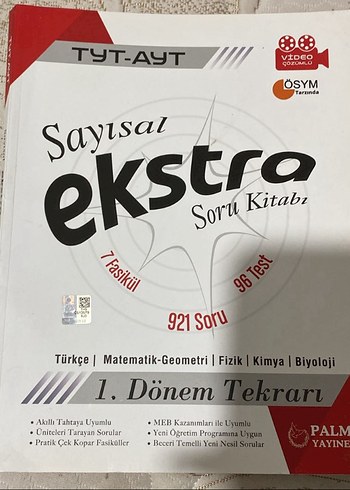 TYT-AYT
VİDEO
ÇÖZÜMLÜ
ÖSYM
Tarzında
Sayısal
ekstra
Soru Kitabı
7 Fasikül
921 Soru
96 Test
Türkçe | Matematik-Geometri | Fizik | Kimya | Biyoloji
1. Dönem Tekrarı
• Akıllı Tahtaya Uyumlu
• Üniteleri Tarayan Sorular
• Pratik Çek Kopar Fasiküller
• MEB Kazanımları ile Uyumlu
• Yeni Öğretim Programına Uygun
• Beceri Temelli Yeni Nesil Sorular
PALM
YAYINE